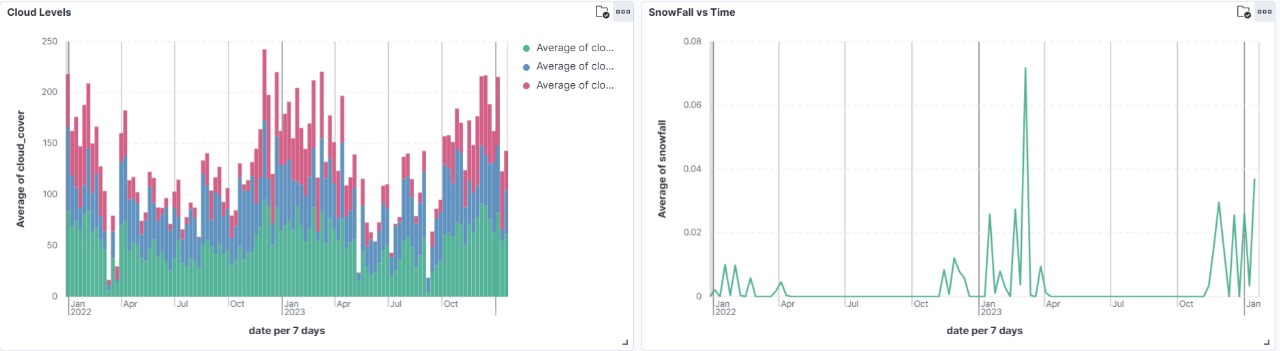 Cloud Levels
250
200
150
100
50
0
Average of cloud_cover
Jan
2022
Apr
Jul
Oct
Jan
2023
Apr
Jul
Oct
date per 7 days
Average of clo...
Average of clo...
Average of clo...
SnowFall vs Time
0.08
0.06
0.04
0.02
0
Average of snowfall
Jan
2022
Apr
Jul
Oct
Jan
2023
Apr
Jul
Oct
Jan
date per 7 days